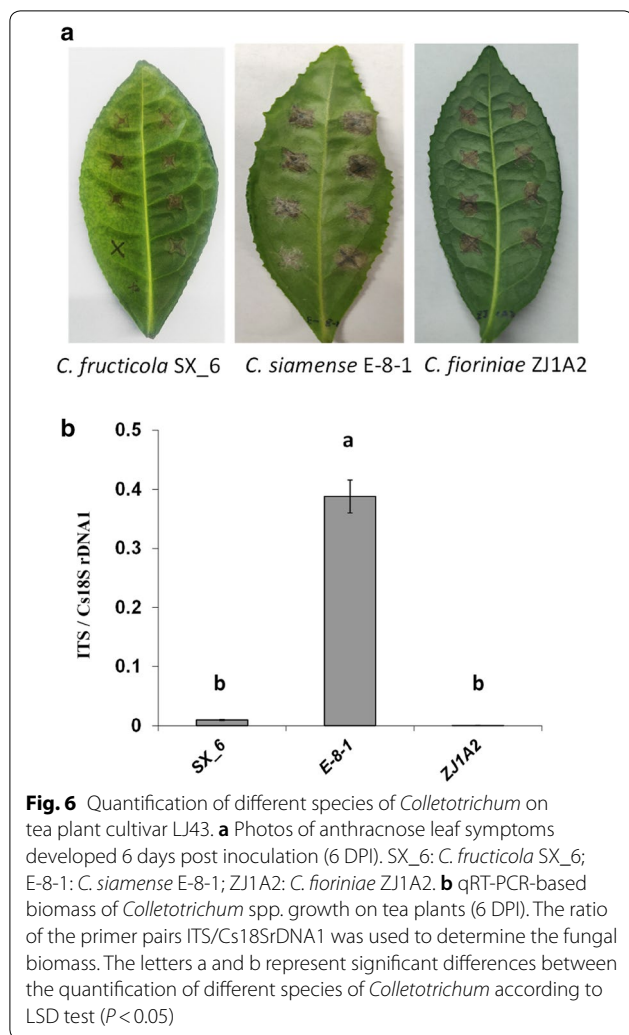 a
C. fructicola SX_6 C. siamense E-8-1 C. fioriniae ZJ1A2
b
0.5
0.4
0.3
0.2
0.1
0
ITS / Cs18S rDNA1
b
a
b
SX_6
E-8-1
ZJ1A2
Fig. 6 Quantification of different species of Colletotrichum on
tea plant cultivar LJ43. a Photos of anthracnose leaf symptoms
developed 6 days post inoculation (6 DPI). SX_6: C. fructicola SX_6;
E-8-1: C. siamense E-8-1; ZJ1A2: C. fioriniae ZJ1A2. b qRT-PCR-based
biomass of Colletotrichum spp. growth on tea plants (6 DPI). The ratio
of the primer pairs ITS/Cs18SrDNA1 was used to determine the fungal
biomass. The letters a and b represent significant differences between
the quantification of different species of Colletotrichum according to
LSD test (P < 0.05)